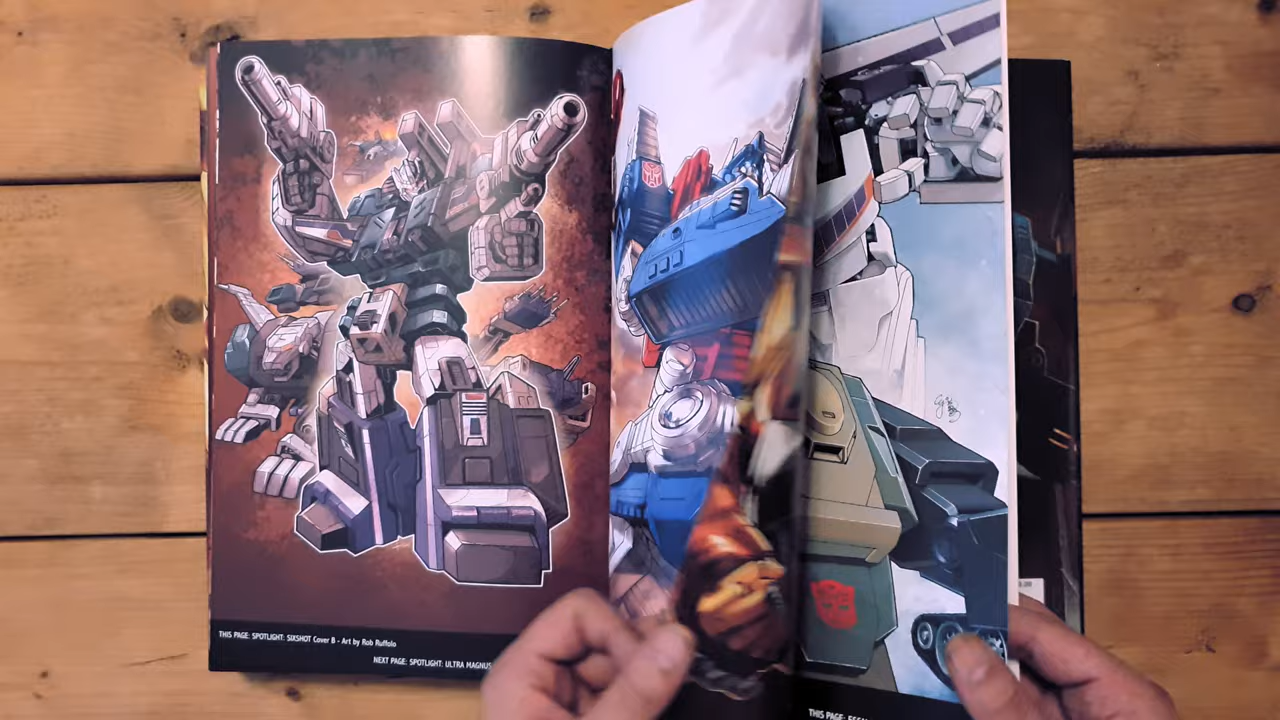 THIS PAGE: SPOTLIGHT: SIXSHOT Cover B - Art by Rob Ruffolo
NEXT PAGE: SPOTLIGHT: ULTRA MAGNUS
THIS PAGE: